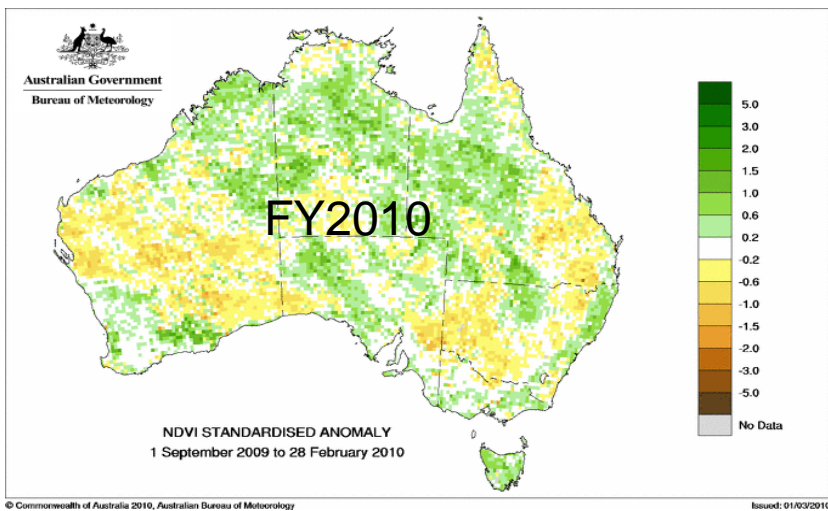 Australian Government
Bureau of Meteorology
FY2010
5.0
3.0
2.0
1.5
1.0
0.6
0.2
-0.2
-0.6
-1.0
-1.5
-2.0
-3.0
-5.0
No Data
NDVI STANDARDISED ANOMALY
1 September 2009 to 28 February 2010
© Commonwealth of Australia 2010, Australian Bureau of Meteorology
Issued: 01/03/2010